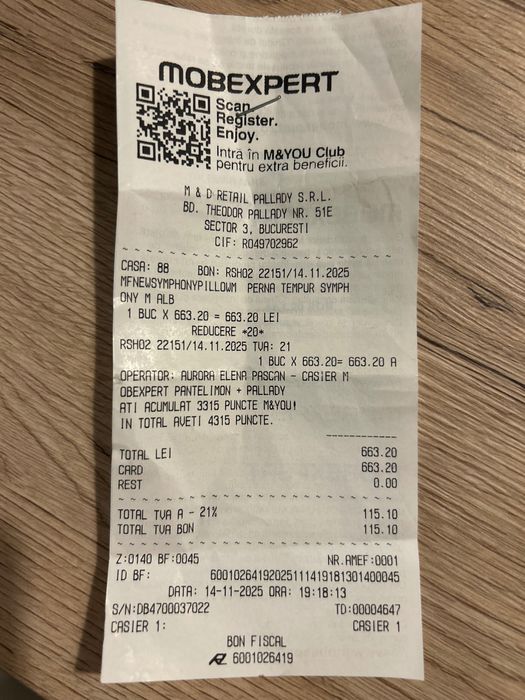 MOBEXPERT
Scan.
Register.
Enjoy.
Intră în M&YOU Club
pentru extra beneficii.
M & D RETAIL PALLADY S.R.L.
BD. THEODOR PALLADY NR. 51E
SECTOR 3, BUCURESTI
CIF: RO49702962
CASA: 88 BON: RSH02 22151/14.11.2025
MFNEWSYMPHONYPILLOWM PERNA TEMPUR SYMPH
ONY M ALB
1 BUC X 663.20 = 663.20 LEI
REDUCERE *20*
RSH02 22151/14.11.2025 TVA: 21
1 BUC X 663.20= 663.20 A
OPERATOR: AURORA ELENA PASCAN - CASIER M
OBEXPERT PANTELIMON + PALLADY
ATI ACUMULAT 3315 PUNCTE M&YOU!
IN TOTAL AVETI 4315 PUNCTE.
TOTAL LEI 663.20
CARD 663.20
REST 0.00
TOTAL TVA A - 21% 115.10
TOTAL TVA BON 115.10
Z:0140 BF:0045 NR.AMEF:0001
ID BF: 60010264192025111419181301400045
DATA: 14-11-2025 ORA: 19:18:13
S/N:DB4700037022 TD:00004647
CASIER 1: CASIER 1
BON FISCAL
6001026419